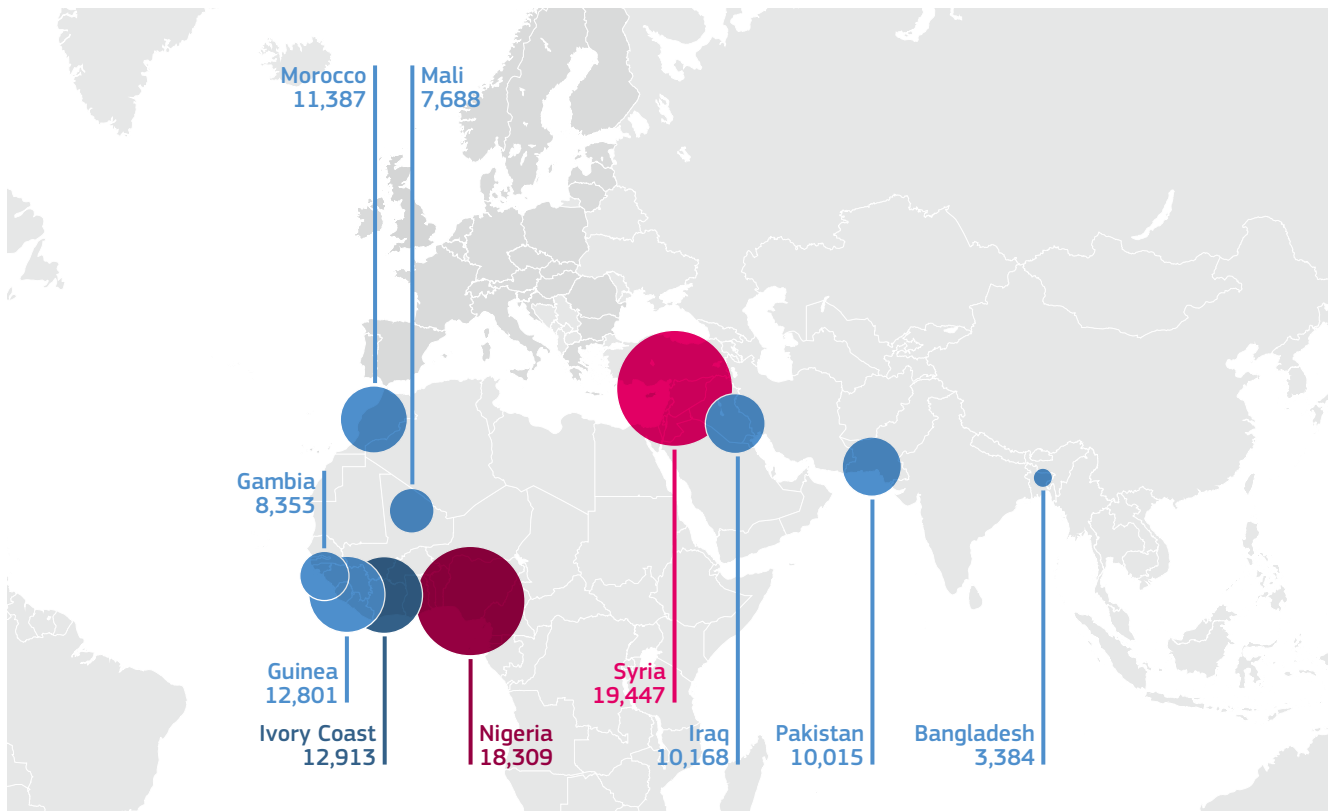 Morocco
11,387
Mali
7,688
Gambia
8,353
Guinea
12,801
Ivory Coast
12,913
Nigeria
18,309
Syria
19,447
Iraq
10,168
Pakistan
10,015
Bangladesh
3,384